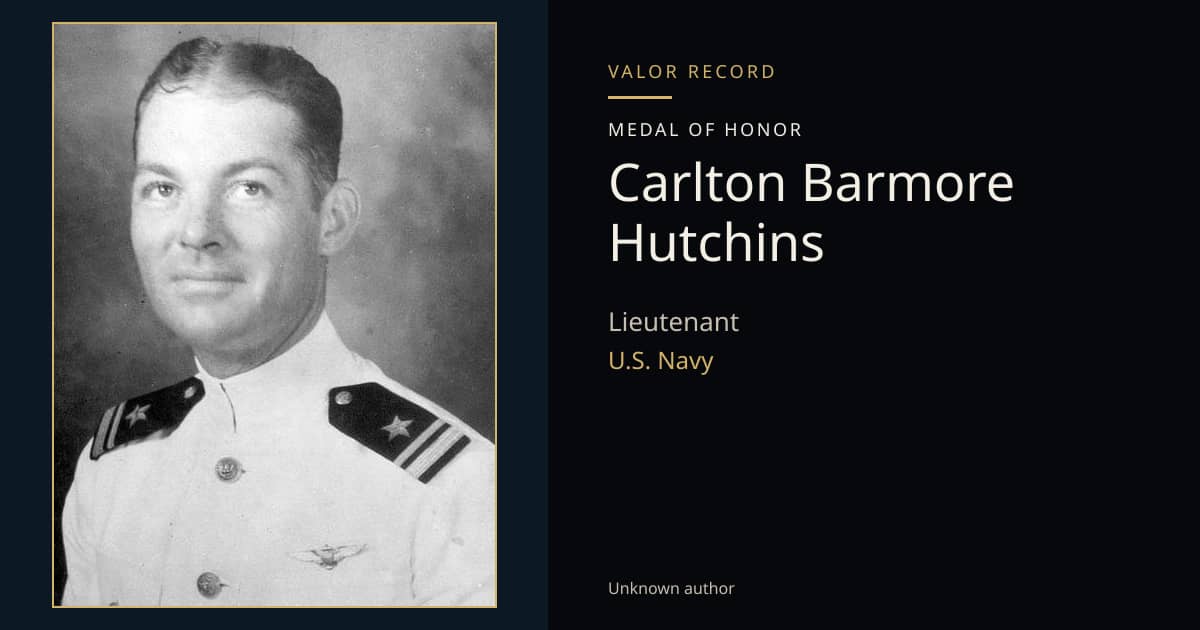 VALOR RECORD
MEDAL OF HONOR
Carlton Barmore
Hutchins
Lieutenant
U.S. Navy
Unknown author